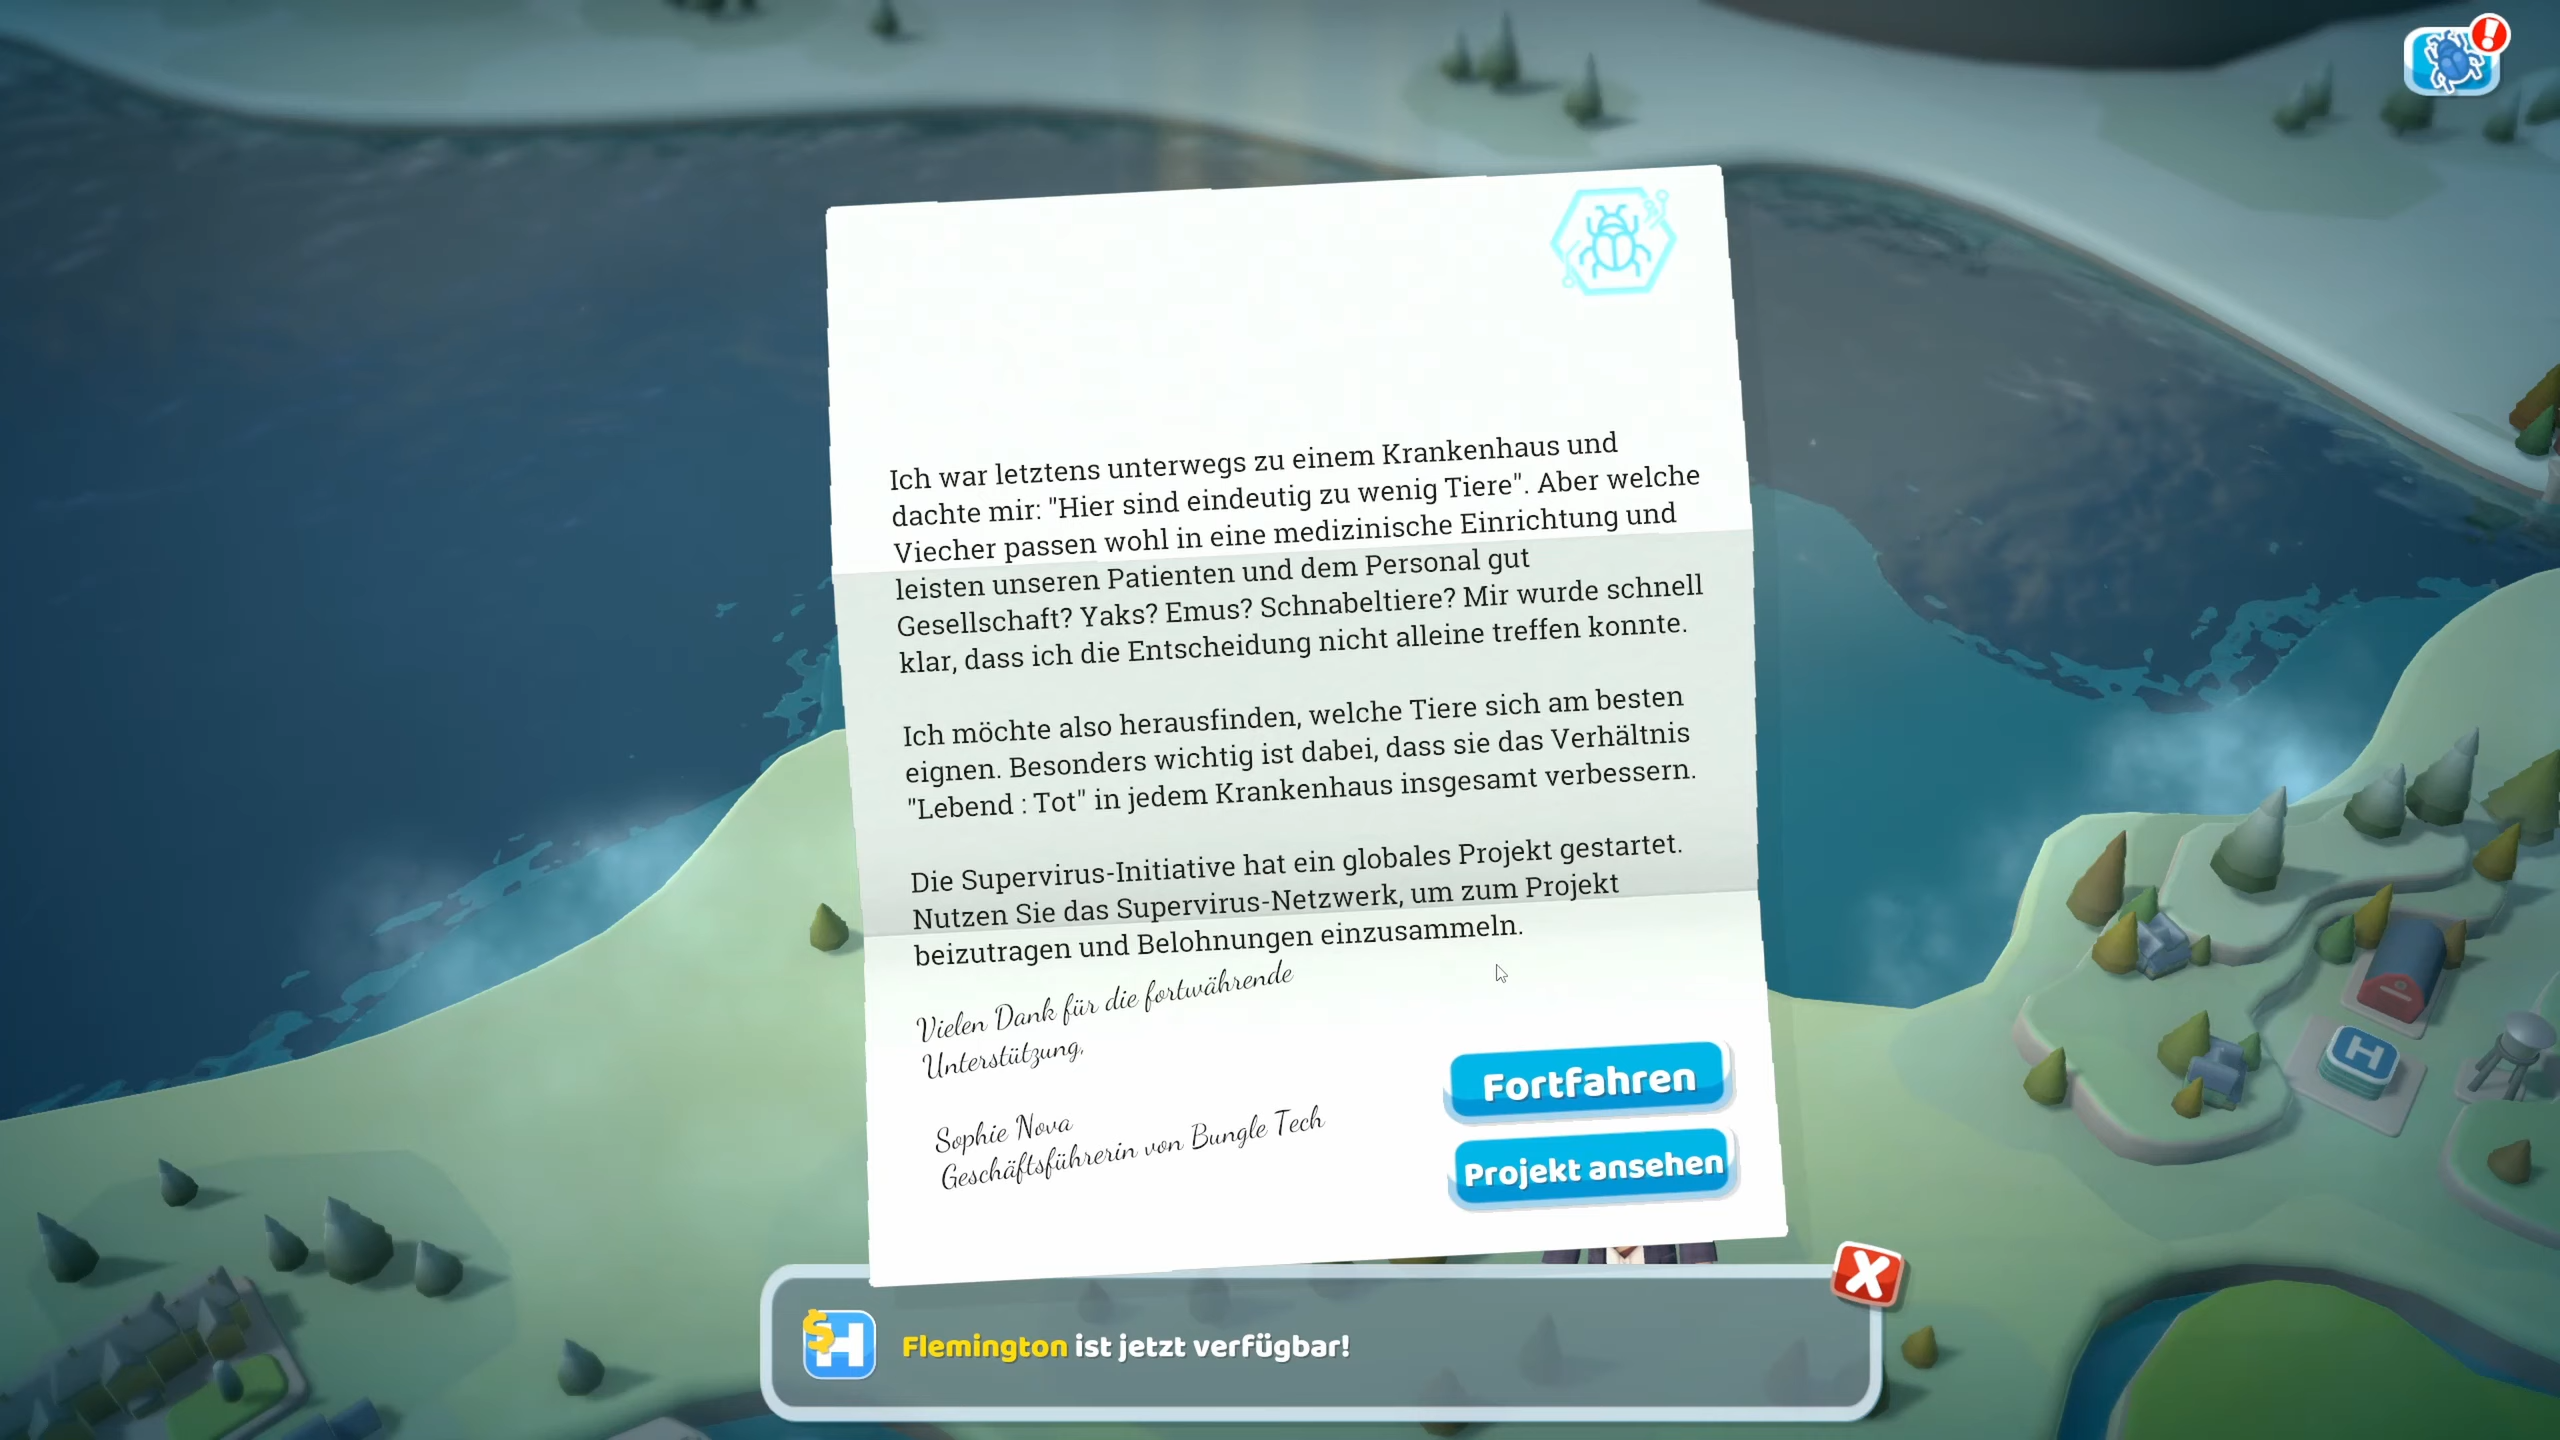 Ich war letztens unterwegs zu einem Krankenhaus und
dachte mir: "Hier sind eindeutig zu wenig Tiere". Aber welche
Viecher passen wohl in eine medizinische Einrichtung und
leisten unseren Patienten und dem Personal gut
Gesellschaft? Yaks? Emus? Schnabeltiere? Mir wurde schnell
klar, dass ich die Entscheidung nicht alleine treffen konnte.
Ich möchte also herausfinden, welche Tiere sich am besten
eignen. Besonders wichtig ist dabei, dass sie das Verhältnis
"Lebend : Tot" in jedem Krankenhaus insgesamt verbessern.
Die Supervirus-Initiative hat ein globales Projekt gestartet.
Nutzen Sie das Supervirus-Netzwerk, um zum Projekt
beizutragen und Belohnungen einzusammeln.
Vielen Dank für die fortwährende
Unterstützung,
Sophie Nova
Geschäftsführerin von Bungle Tech
Fortfahren
Projekt ansehen
$H
Flemington ist jetzt verfügbar!
H